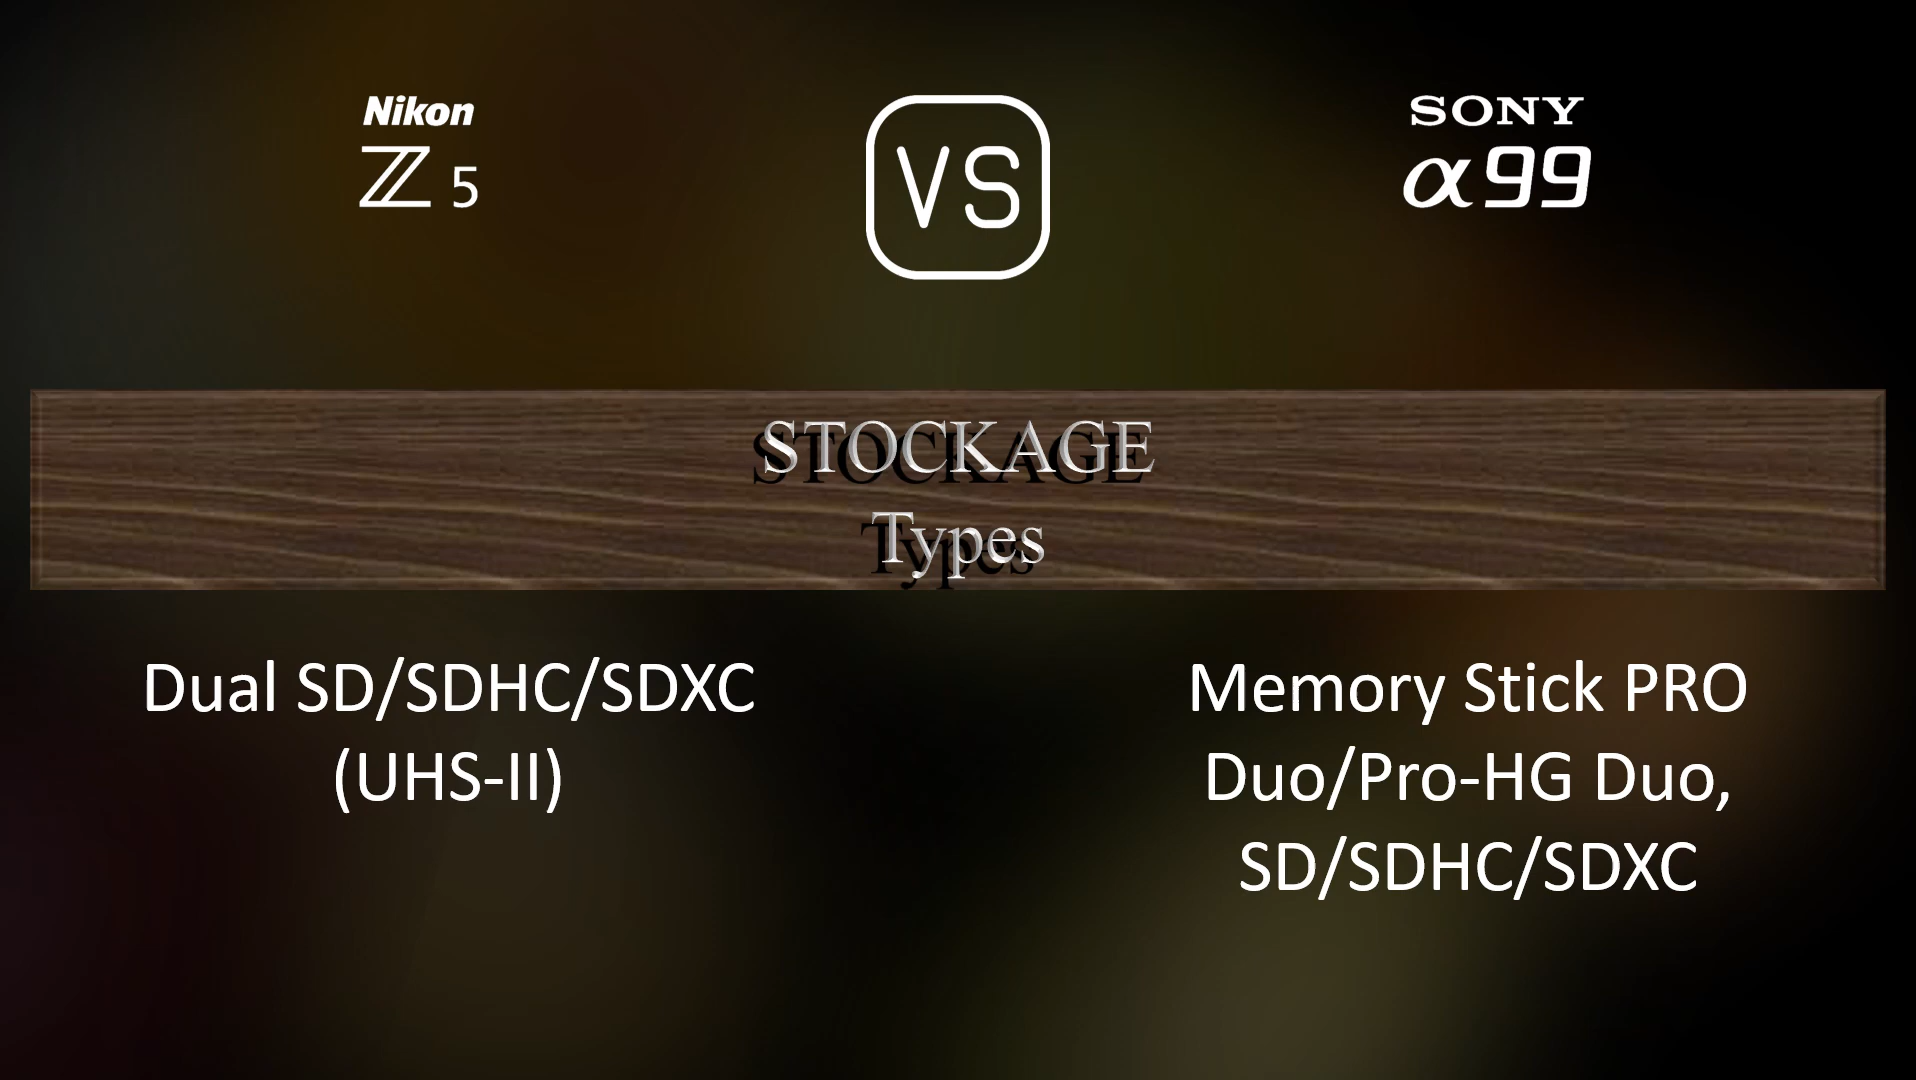 Nikon
Z 5
VS
SONY
α99
STOCKAGE
Types
Dual SD/SDHC/SDXC
(UHS-II)
Memory Stick PRO
Duo/Pro-HG Duo,
SD/SDHC/SDXC